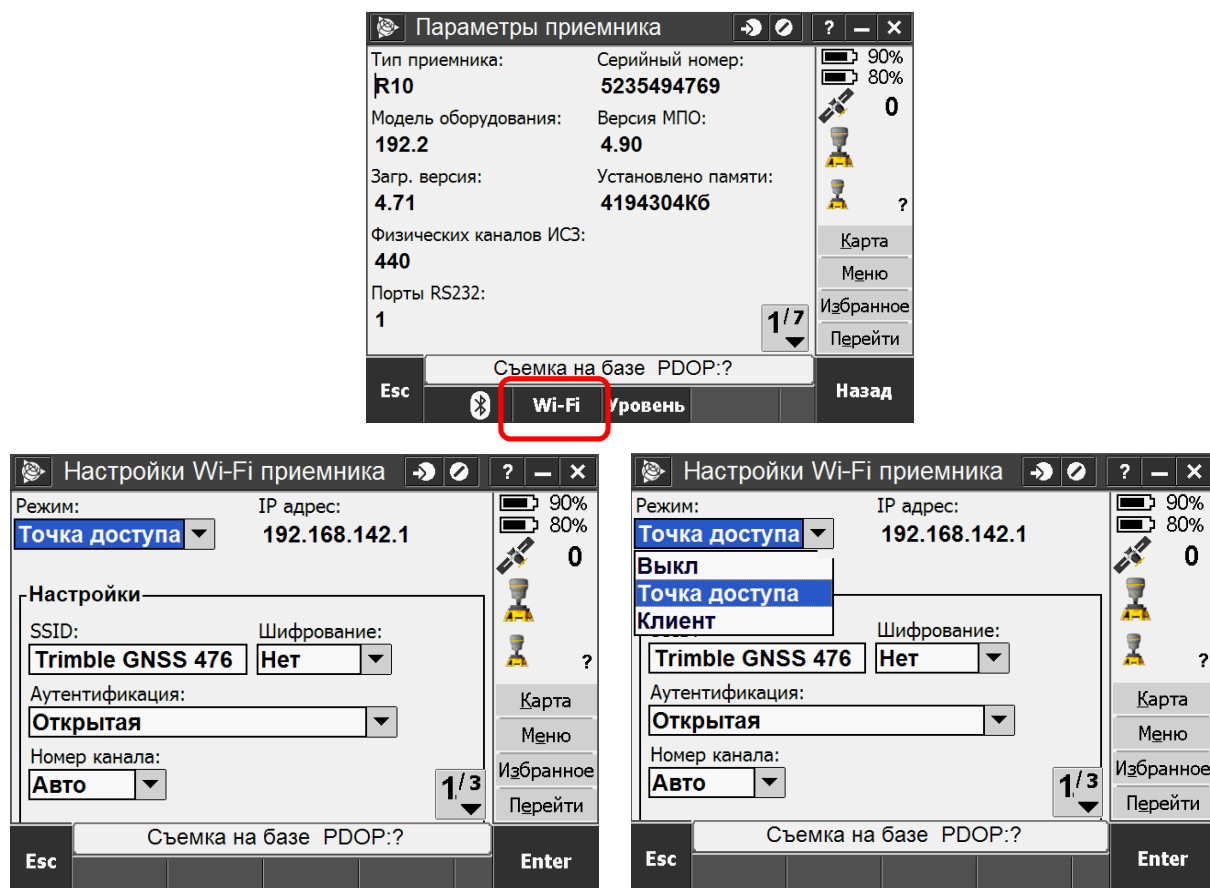 Параметры приемника ? – ×
Тип приемника: Серийный номер: 90%
R10 5235494769 80%
0
Модель оборудования: Версия МПО:
192.2 4.90
Загр. версия: Установлено памяти:
4.71 4194304Кб ?
Физических каналов ИСЗ: Карта
440 Меню
Порты RS232: Избранное
1 1/7 Перейти
Съемка на базе PDOP:?
Esc Wi-Fi Уровень Назад
Настройки Wi-Fi приемника ? – ×
Режим: IP адрес: 90%
Точка доступа 192.168.142.1 80%
0
Настройки
SSID: Шифрование:
Trimble GNSS 476 Нет ?
Аутентификация: Карта
Открытая Меню
Номер канала: Избранное
Авто 1/3 Перейти
Съемка на базе PDOP:?
Esc Enter
Настройки Wi-Fi приемника ? – ×
Режим: IP адрес: 90%
Точка доступа 192.168.142.1 80%
Выкл 0
Точка доступа
Клиент
Шифрование:
Trimble GNSS 476 Нет ?
Аутентификация: Карта
Открытая Меню
Номер канала: Избранное
Авто 1/3 Перейти
Съемка на базе PDOP:?
Esc Enter